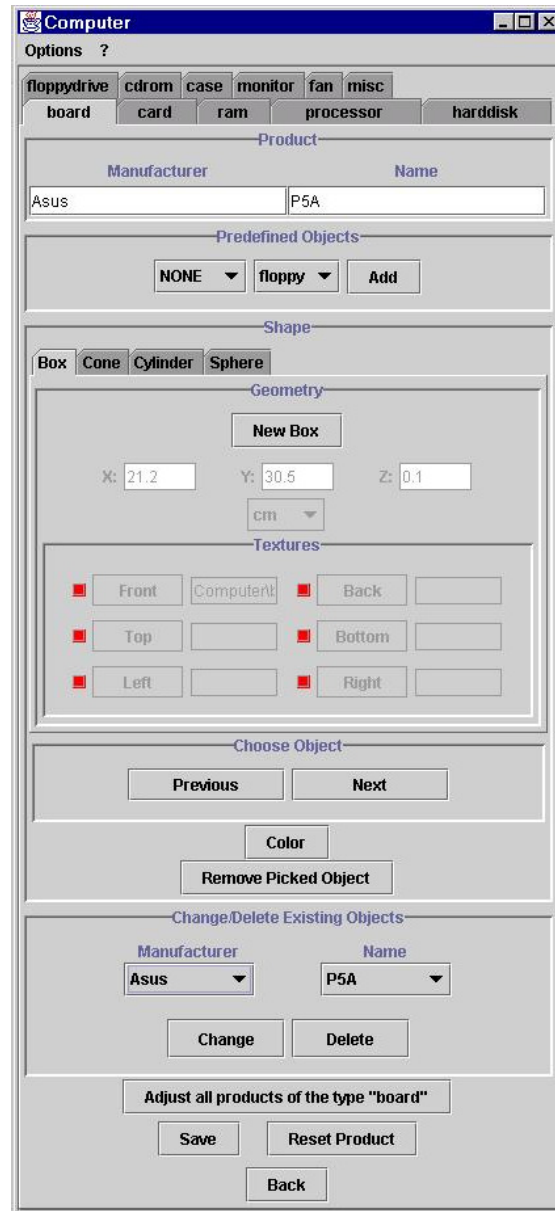 Computer
Options ?
floppydrive cdrom case monitor fan misc
board card ram processor harddisk
Product
Manufacturer Name
Asus P5A
Predefined Objects
NONE floppy Add
Shape
Box Cone Cylinder Sphere
Geometry
New Box
X: 21.2 Y: 30.5 Z: 0.1
cm
Textures
Front Computer\b Back
Top Bottom
Left Right
Choose Object
Previous Next
Color
Remove Picked Object
Change/Delete Existing Objects
Manufacturer Name
Asus P5A
Change Delete
Adjust all products of the type "board"
Save Reset Product
Back